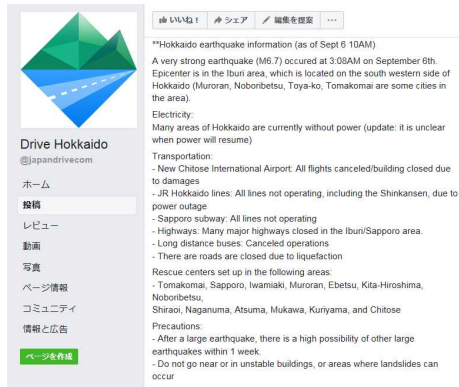 いいね！ シェア 編集を提案 ...
**Hokkaido earthquake information (as of Sept 6 10AM)
A very strong earthquake (M6.7) occured at 3:08AM on September 6th.
Epicenter is in the Iburi area, which is located on the south western side of
Hokkaido (Muroran, Noboribetsu, Toya-ko, Tomakomai are some cities in
the area).
Electricity:
Many areas of Hokkaido are currently without power (update: it is unclear
when power will resume)
Transportation:
- New Chitose International Airport: All flights canceled/building closed due
to damages
- JR Hokkaido lines: All lines not operating, including the Shinkansen, due to
power outage
- Sapporo subway: All lines not operating
- Highways: Many major highways closed in the Iburi/Sapporo area.
- Long distance buses: Canceled operations
- There are roads are closed due to liquefaction
Rescue centers set up in the following areas:
- Tomakomai, Sapporo, Iwamiaki, Muroran, Ebetsu, Kita-Hiroshima,
Noboribetsu,
Shiraoi, Naganuma, Atsuma, Mukawa, Kuriyama, and Chitose
Precautions:
- After a large earthquake, there is a high possibility of other large
earthquakes within 1 week.
- Do not go near or in unstable buildings, or areas where landslides can
occur
Drive Hokkaido
@japandrivecom
ホーム
投稿
レビュー
動画
写真
ページ情報
コミュニティ
情報と広告
ページを作成